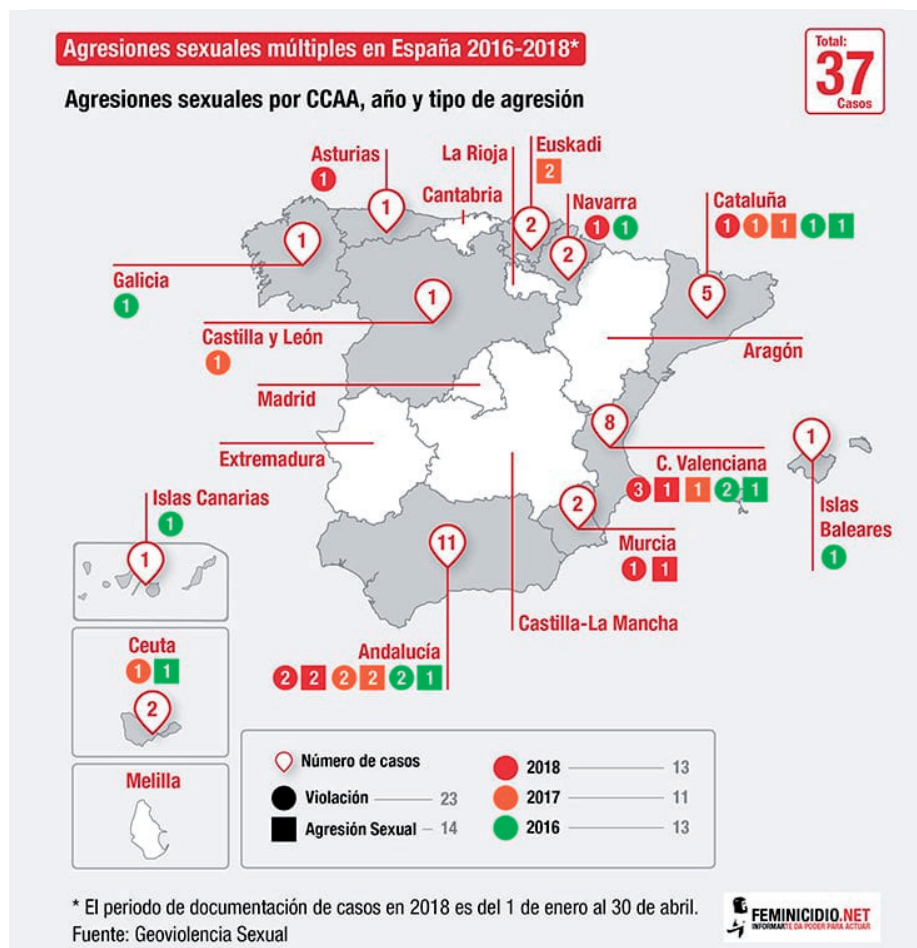 Agresiones sexuales múltiples en España 2016-2018*
Total:
37
Casos
Agresiones sexuales por CCAA, año y tipo de agresión
Asturias
1
La Rioja
Euskadi
2
Cantabria
Navarra
1 1
Cataluña
1 1 1 1 1
1
1
2
2
5
1
Galicia
1
Castilla y León
1
Aragón
Madrid
Extremadura
8
C. Valenciana
3 1 1 2 1
1
Islas
Baleares
1
Islas Canarias
1
1
2
Murcia
1 1
11
Castilla-La Mancha
Andalucía
2 2 2 2 2 1
Ceuta
1 1
2
Melilla
Número de casos
Violación 23
Agresión Sexual 14
2018 13
2017 11
2016 13
* El periodo de documentación de casos en 2018 es del 1 de enero al 30 de abril.
Fuente: Geoviolencia Sexual
FEMINICIDIO.NET
INFORMARTE DA PODER PARA ACTUAR